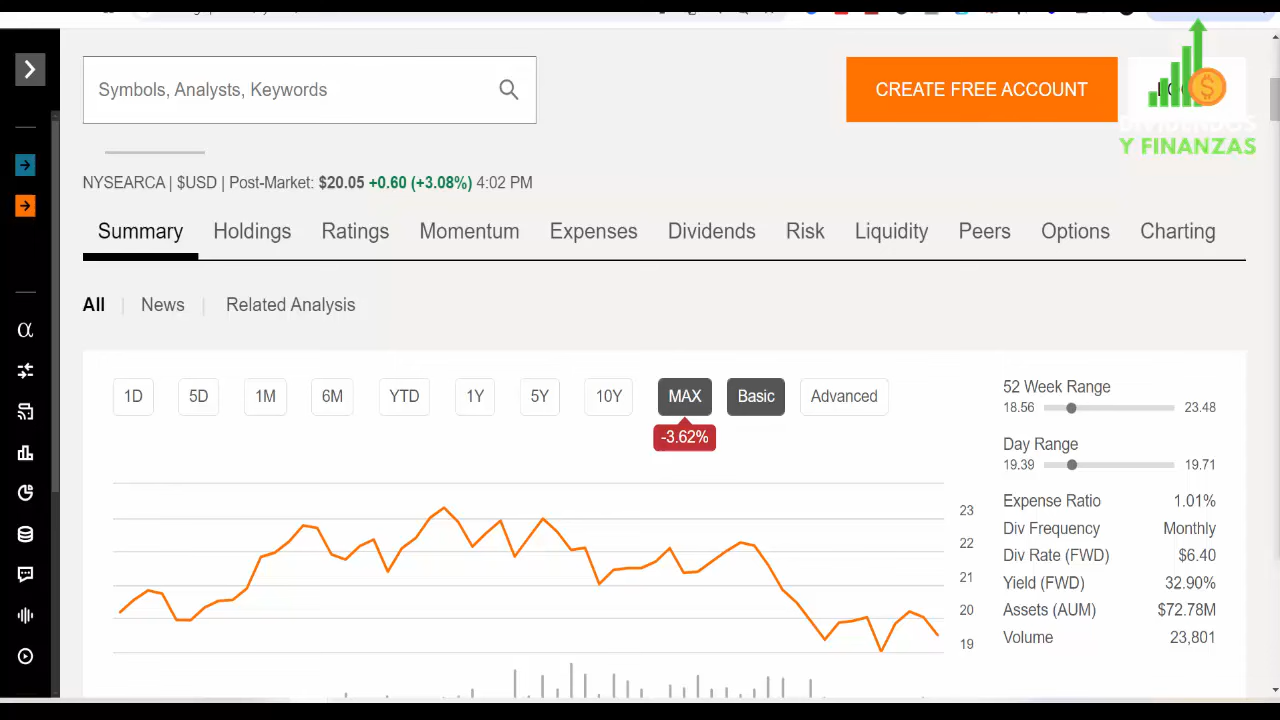 Symbols, Analysts, Keywords
CREATE FREE ACCOUNT
Y FINANZAS
NYSEARCA | $USD | Post-Market: $20.05 +0.60 (+3.08%) 4:02 PM
Summary Holdings Ratings Momentum Expenses Dividends Risk Liquidity Peers Options Charting
All | News | Related Analysis
1D 5D 1M 6M YTD 1Y 5Y 10Y MAX Basic Advanced
-3.62%
52 Week Range
18.56 23.48
Day Range
19.39 19.71
Expense Ratio 1.01%
Div Frequency Monthly
Div Rate (FWD) $6.40
Yield (FWD) 32.90%
Assets (AUM) $72.78M
Volume 23,801
23
22
21
20
19